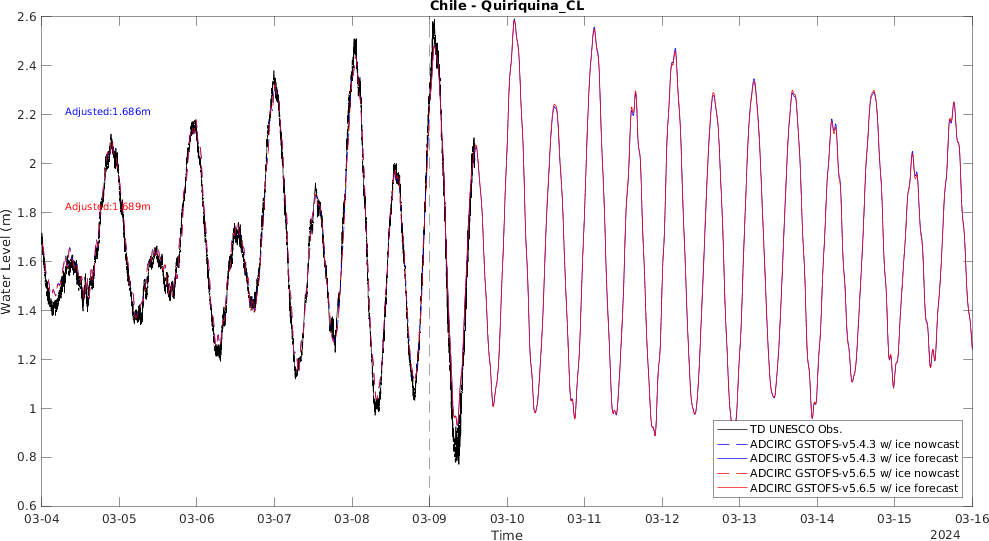 Chile - Quiriquina_CL
2.6
2.4
2.2
2
1.8
1.6
1.4
1.2
1
0.8
0.6
Water Level (m)
Adjusted:1.686m
Adjusted:1.689m
TD UNESCO Obs.
ADCIRC GSTOFS-v5.4.3 w/ ice nowcast
ADCIRC GSTOFS-v5.4.3 w/ ice forecast
ADCIRC GSTOFS-v5.6.5 w/ ice nowcast
ADCIRC GSTOFS-v5.6.5 w/ ice forecast
03-04 03-05 03-06 03-07 03-08 03-09 03-10 03-11 03-12 03-13 03-14 03-15 03-16
Time
2024